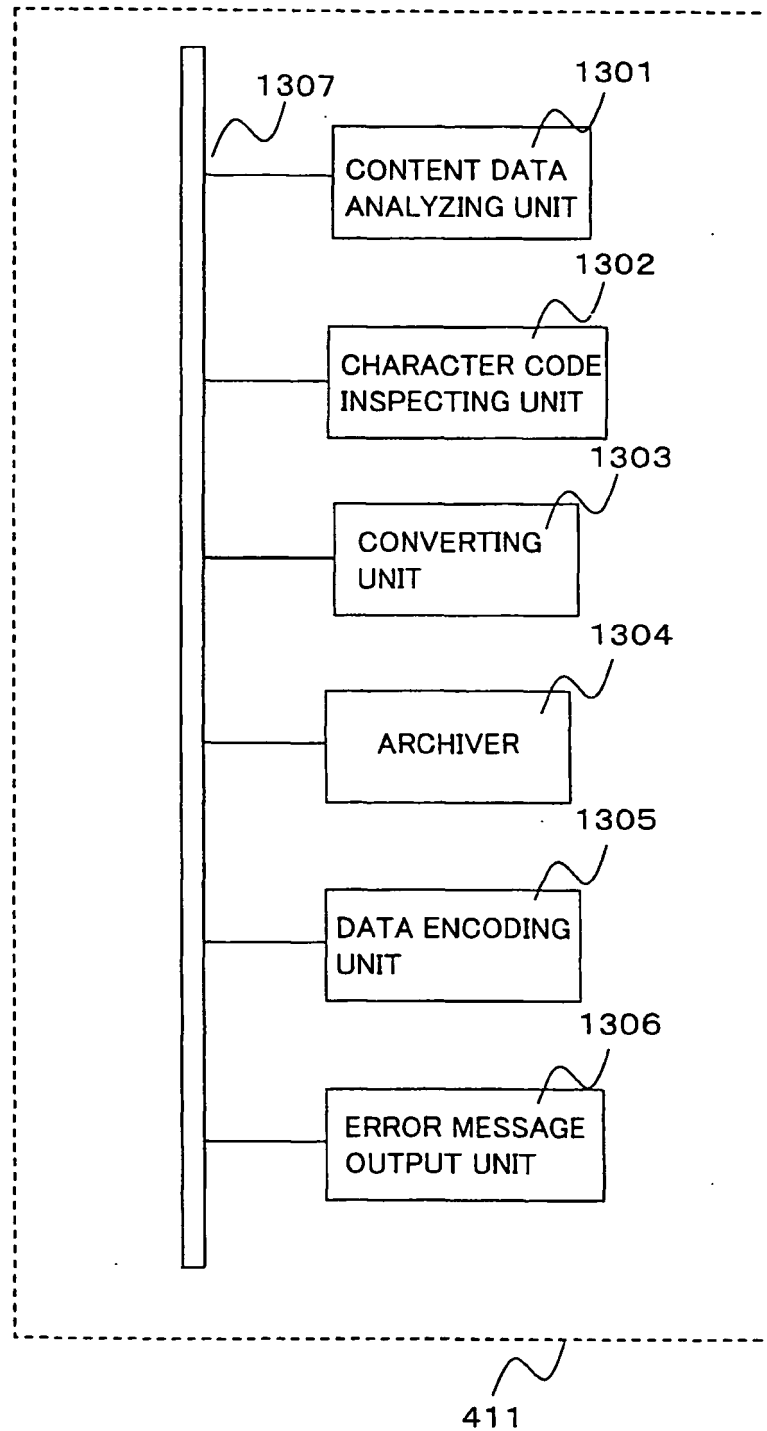 1307
1301
CONTENT DATA
ANALYZING UNIT
1302
CHARACTER CODE
INSPECTING UNIT
1303
CONVERTING
UNIT
1304
ARCHIVER
1305
DATA ENCODING
UNIT
1306
ERROR MESSAGE
OUTPUT UNIT
411